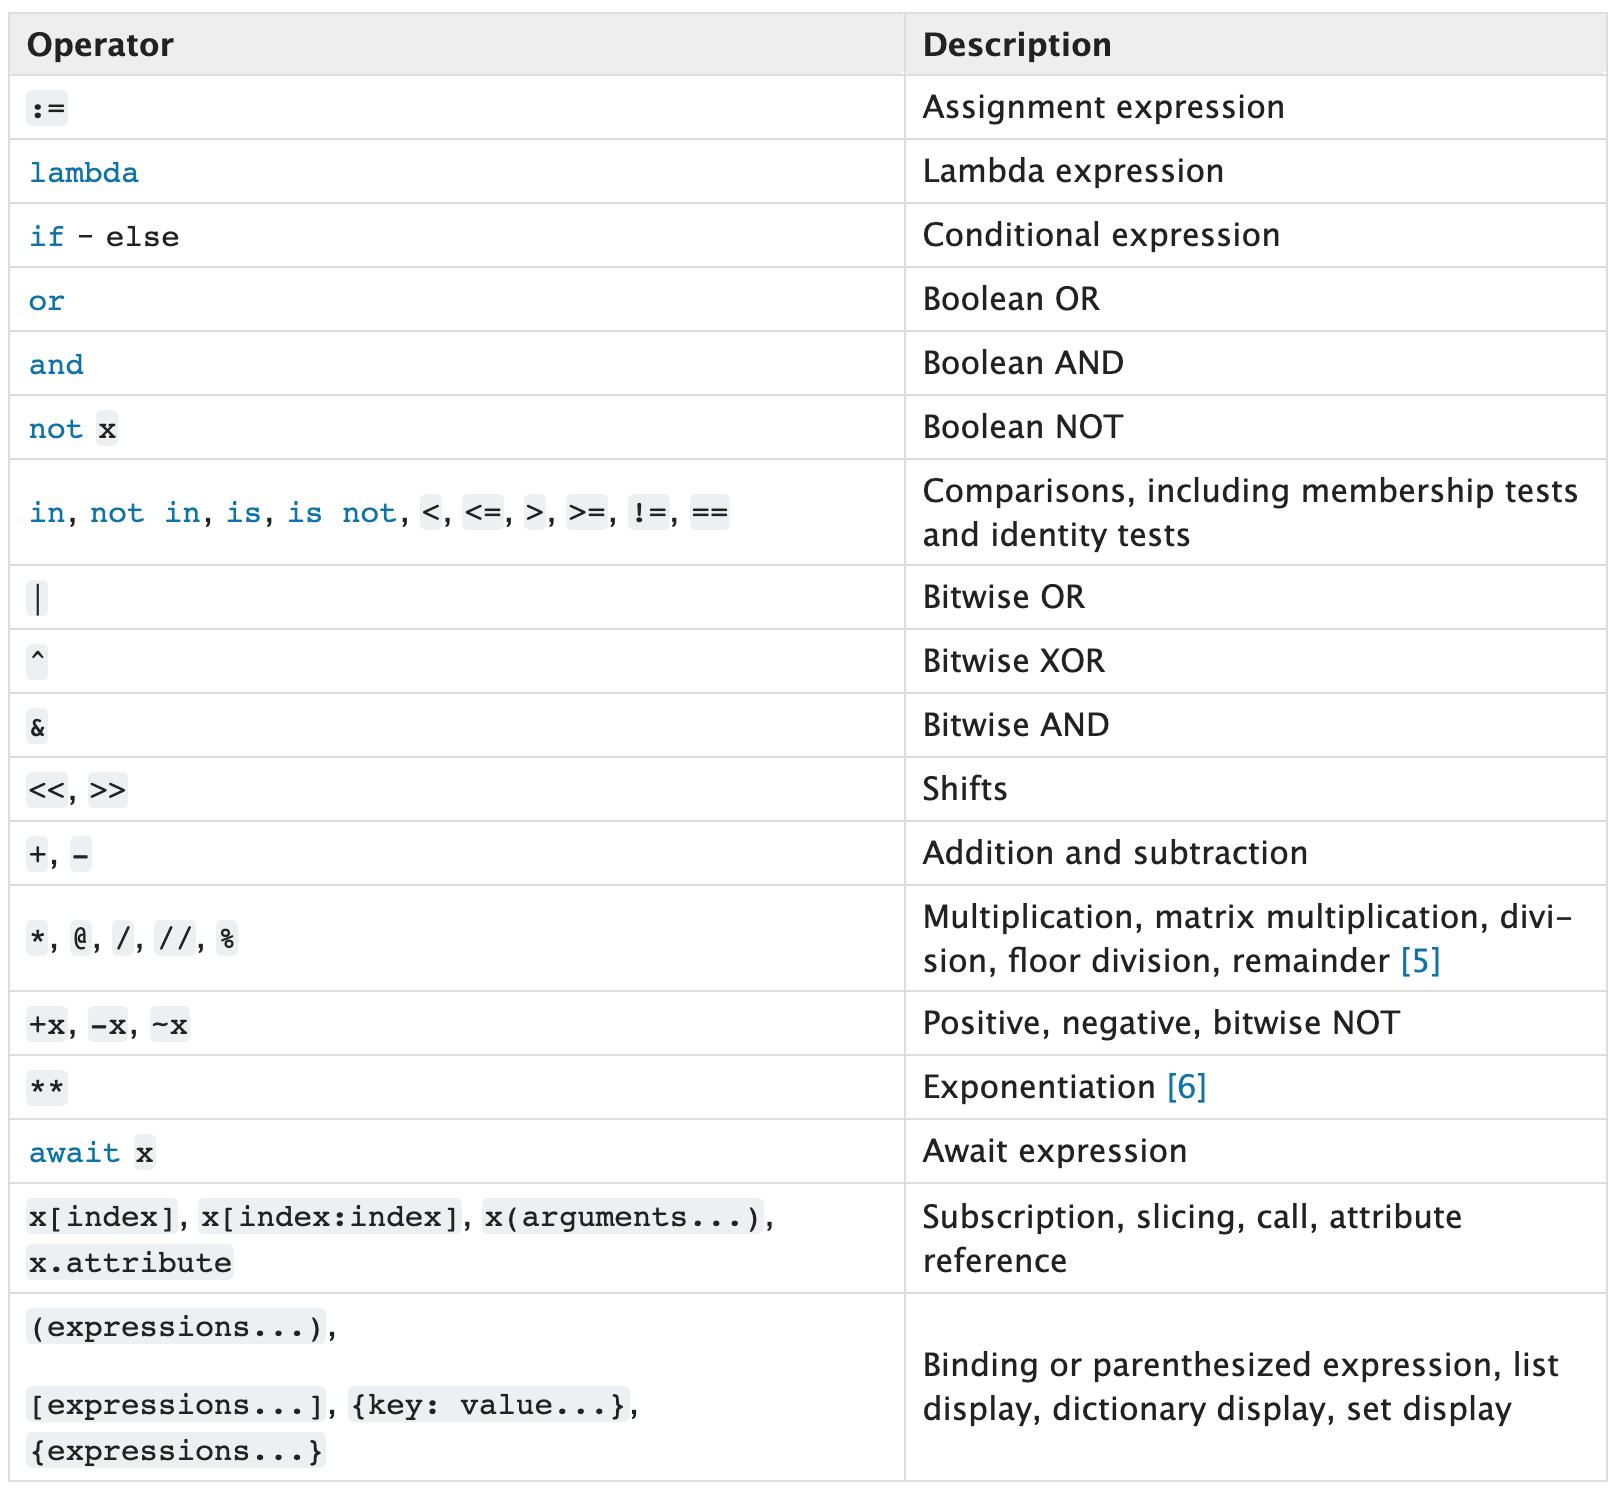 Operator Description
:= Assignment expression
lambda Lambda expression
if – else Conditional expression
or Boolean OR
and Boolean AND
not x Boolean NOT
in, not in, is, is not, <, <=, >, >=, !=, == Comparisons, including membership tests
and identity tests
| Bitwise OR
^ Bitwise XOR
& Bitwise AND
<<, >> Shifts
+, - Addition and subtraction
*, @, /, //, % Multiplication, matrix multiplication, divi-
sion, floor division, remainder [5]
+x, -x, ~x Positive, negative, bitwise NOT
** Exponentiation [6]
await x Await expression
x[index], x[index:index], x(arguments...),
x.attribute
Subscription, slicing, call, attribute
reference
(expressions...),
[expressions...], {key: value...},
{expressions...}
Binding or parenthesized expression, list
display, dictionary display, set display